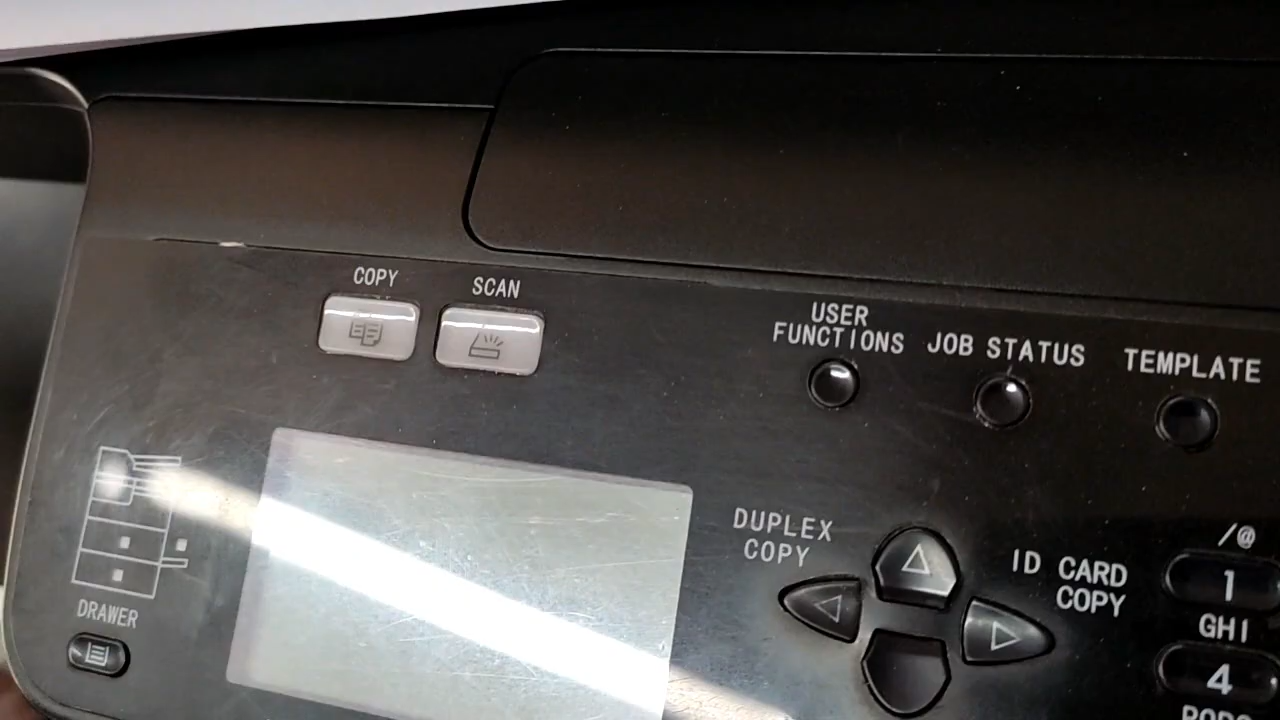 COPY
SCAN
USER
FUNCTIONS
JOB STATUS
TEMPLATE
DUPLEX
COPY
ID CARD
COPY
/@
1
GHI
4
DRAWER